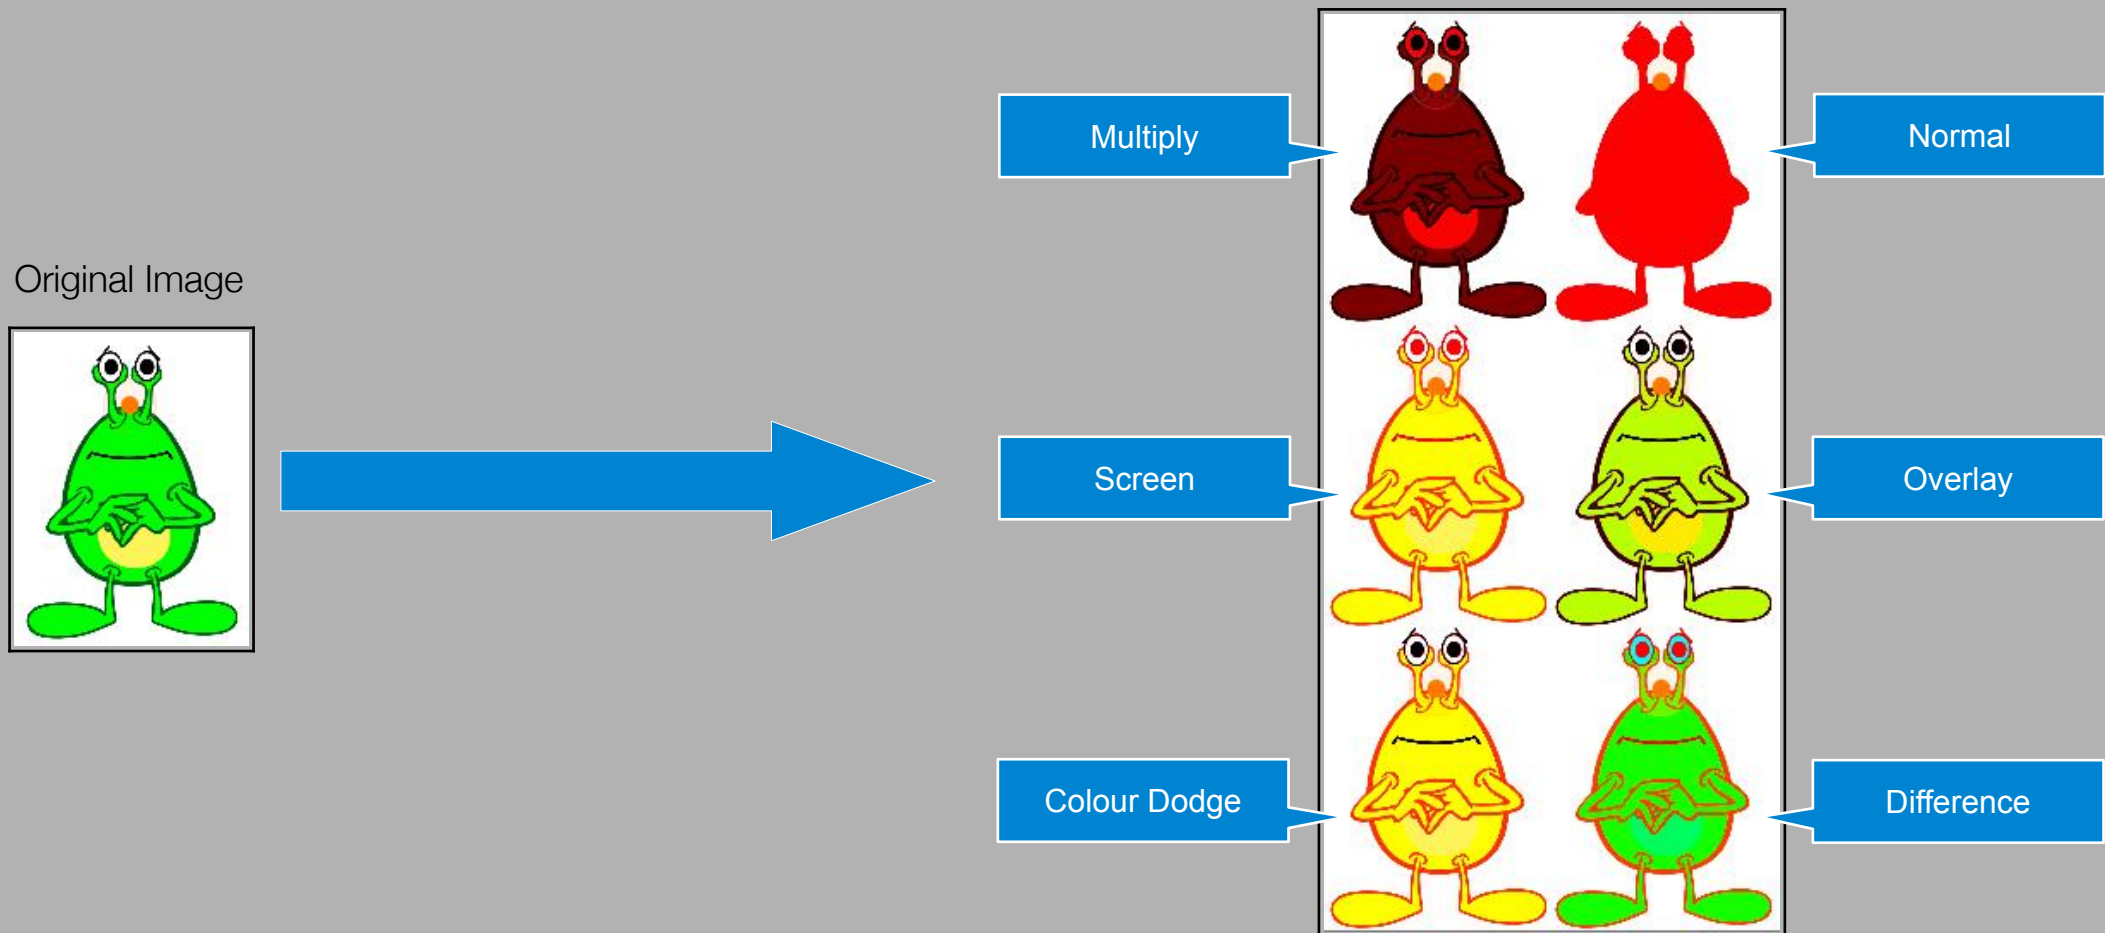 Original Image
Multiply
Normal
Screen
Overlay
Colour Dodge
Difference